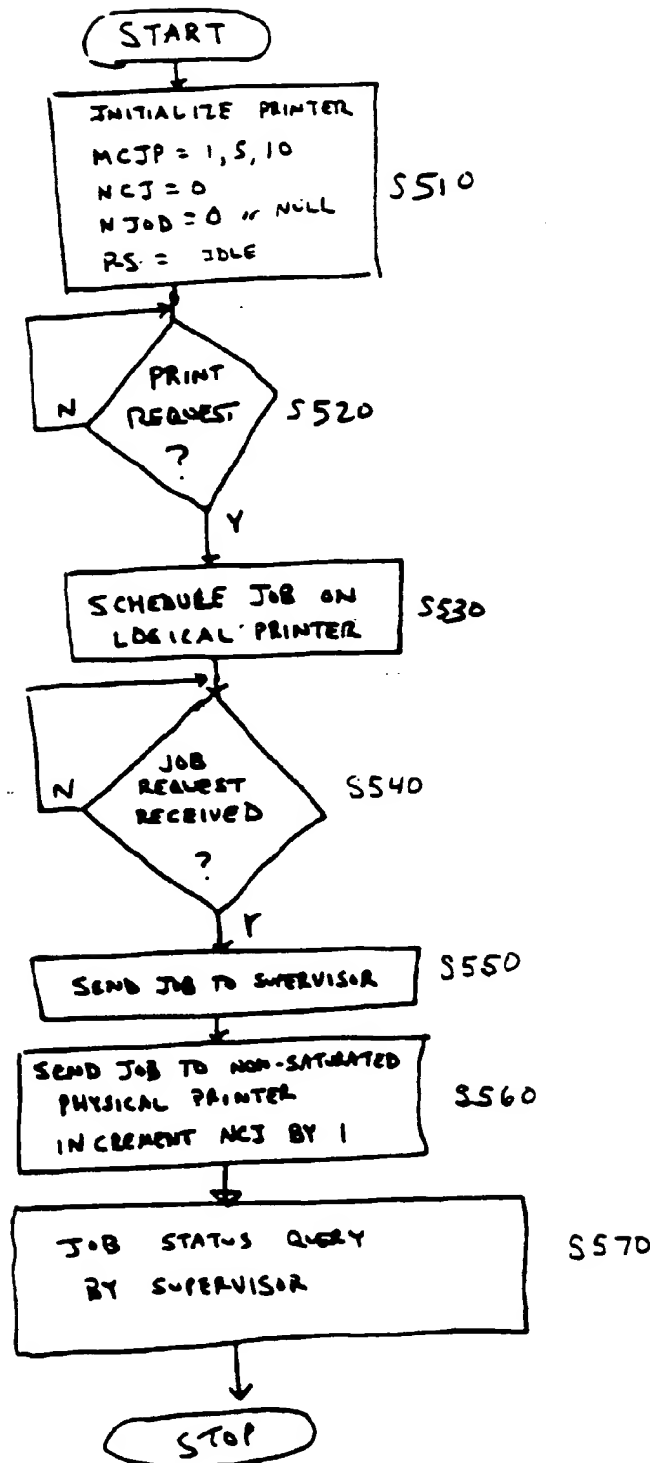 START
INITIALIZE PRINTER
MCJP = 1, 5, 10
NCJ = 0
NJOD = 0 or NULL
PS = IDLE
S510
N
PRINT
REQUEST
?
S520
Y
SCHEDULE JOB ON
LOGICAL PRINTER
S530
N
JOB
REQUEST
RECEIVED
?
S540
Y
SEND JOB TO SUPERVISOR
S550
SEND JOB TO NON-SATURATED
PHYSICAL PRINTER
INCREMENT NCJ BY 1
S560
JOB STATUS QUERY
BY SUPERVISOR
S570
STOP